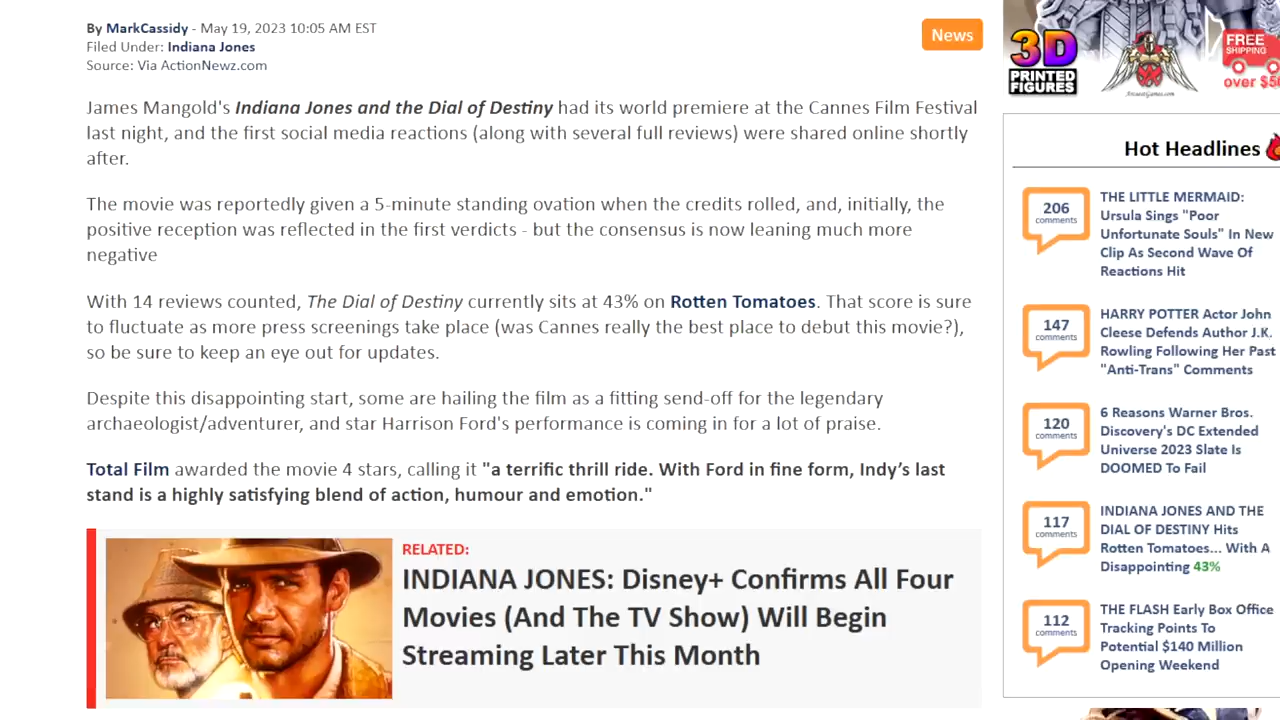 By MarkCassidy - May 19, 2023 10:05 AM EST
Filed Under: Indiana Jones
Source: Via ActionNewz.com
News
James Mangold's Indiana Jones and the Dial of Destiny had its world premiere at the Cannes Film Festival
last night, and the first social media reactions (along with several full reviews) were shared online shortly
after.
The movie was reportedly given a 5-minute standing ovation when the credits rolled, and, initially, the
positive reception was reflected in the first verdicts - but the consensus is now leaning much more
negative
With 14 reviews counted, The Dial of Destiny currently sits at 43% on Rotten Tomatoes. That score is sure
to fluctuate as more press screenings take place (was Cannes really the best place to debut this movie?),
so be sure to keep an eye out for updates.
Despite this disappointing start, some are hailing the film as a fitting send-off for the legendary
archaeologist/adventurer, and star Harrison Ford's performance is coming in for a lot of praise.
Total Film awarded the movie 4 stars, calling it "a terrific thrill ride. With Ford in fine form, Indy’s last
stand is a highly satisfying blend of action, humour and emotion."
RELATED:
INDIANA JONES: Disney+ Confirms All Four
Movies (And The TV Show) Will Begin
Streaming Later This Month
3D
PRINTED
FIGURES
FREE
SHIPPING
over $5
Hot Headlines
206
comments
THE LITTLE MERMAID:
Ursula Sings "Poor
Unfortunate Souls" In New
Clip As Second Wave Of
Reactions Hit
147
comments
HARRY POTTER Actor John
Cleese Defends Author J.K.
Rowling Following Her Past
"Anti-Trans" Comments
120
comments
6 Reasons Warner Bros.
Discovery's DC Extended
Universe 2023 Slate Is
DOOMED To Fail
117
comments
INDIANA JONES AND THE
DIAL OF DESTINY Hits
Rotten Tomatoes... With A
Disappointing 43%
112
comments
THE FLASH Early Box Office
Tracking Points To
Potential $140 Million
Opening Weekend